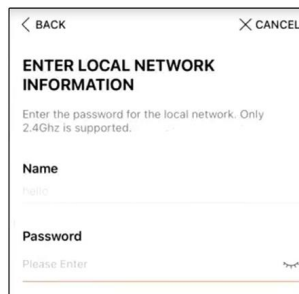 BACK
CANCEL
ENTER LOCAL NETWORK
INFORMATION
Enter the password for the local network. Only
2.4Ghz is supported.
Name
hello
Password
Please Enter